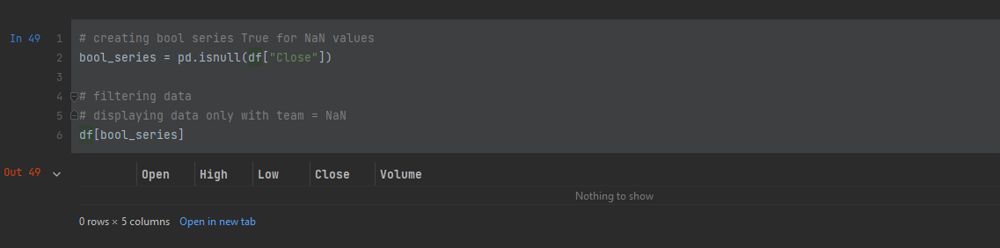 In 49 1 # creating bool series True for NaN values
2 bool_series = pd.isnull(df["Close"])
3
4 # filtering data
5 # displaying data only with team = NaN
6 df[bool_series]
Out 49 Open High Low Close Volume
Nothing to show
0 rows × 5 columns Open in new tab